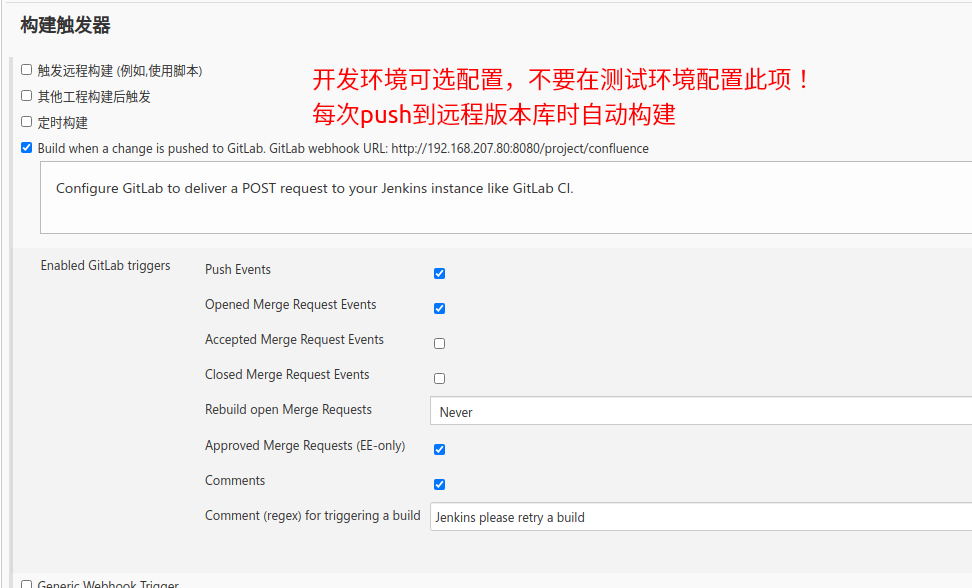 构建触发器
触发远程构建 (例如,使用脚本)
开发环境可选配置，不要在测试环境配置此项！
其他工程构建后触发
每次push到远程版本库时自动构建
定时构建
Build when a change is pushed to GitLab. GitLab webhook URL: http://192.168.207.80:8080/project/confluence
Configure GitLab to deliver a POST request to your Jenkins instance like GitLab CI.
Enabled GitLab triggers
Push Events
Opened Merge Request Events
Accepted Merge Request Events
Closed Merge Request Events
Rebuild open Merge Requests
Never
Approved Merge Requests (EE-only)
Comments
Comment (regex) for triggering a build
Jenkins please retry a build
Generic Webhook Trigger